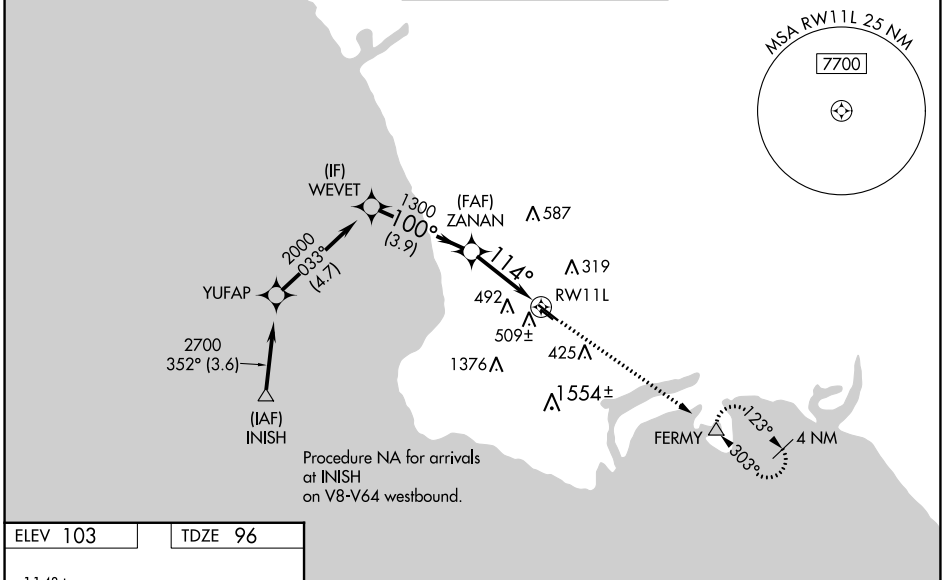 MSA RW11L 25 NM
7700
(IF)
WEVET
1300
100°
(3.9)
(FAF)
ZANAN
587
2000
033°
(4.7)
114°
319
YUFAP
492
RW11L
509±
2700
352° (3.6)
1376
425
1554±
(IAF)
INISH
FERMY
123°
4 NM
303°
Procedure NA for arrivals
at INISH
on V8-V64 westbound.
ELEV 103
TDZE 96